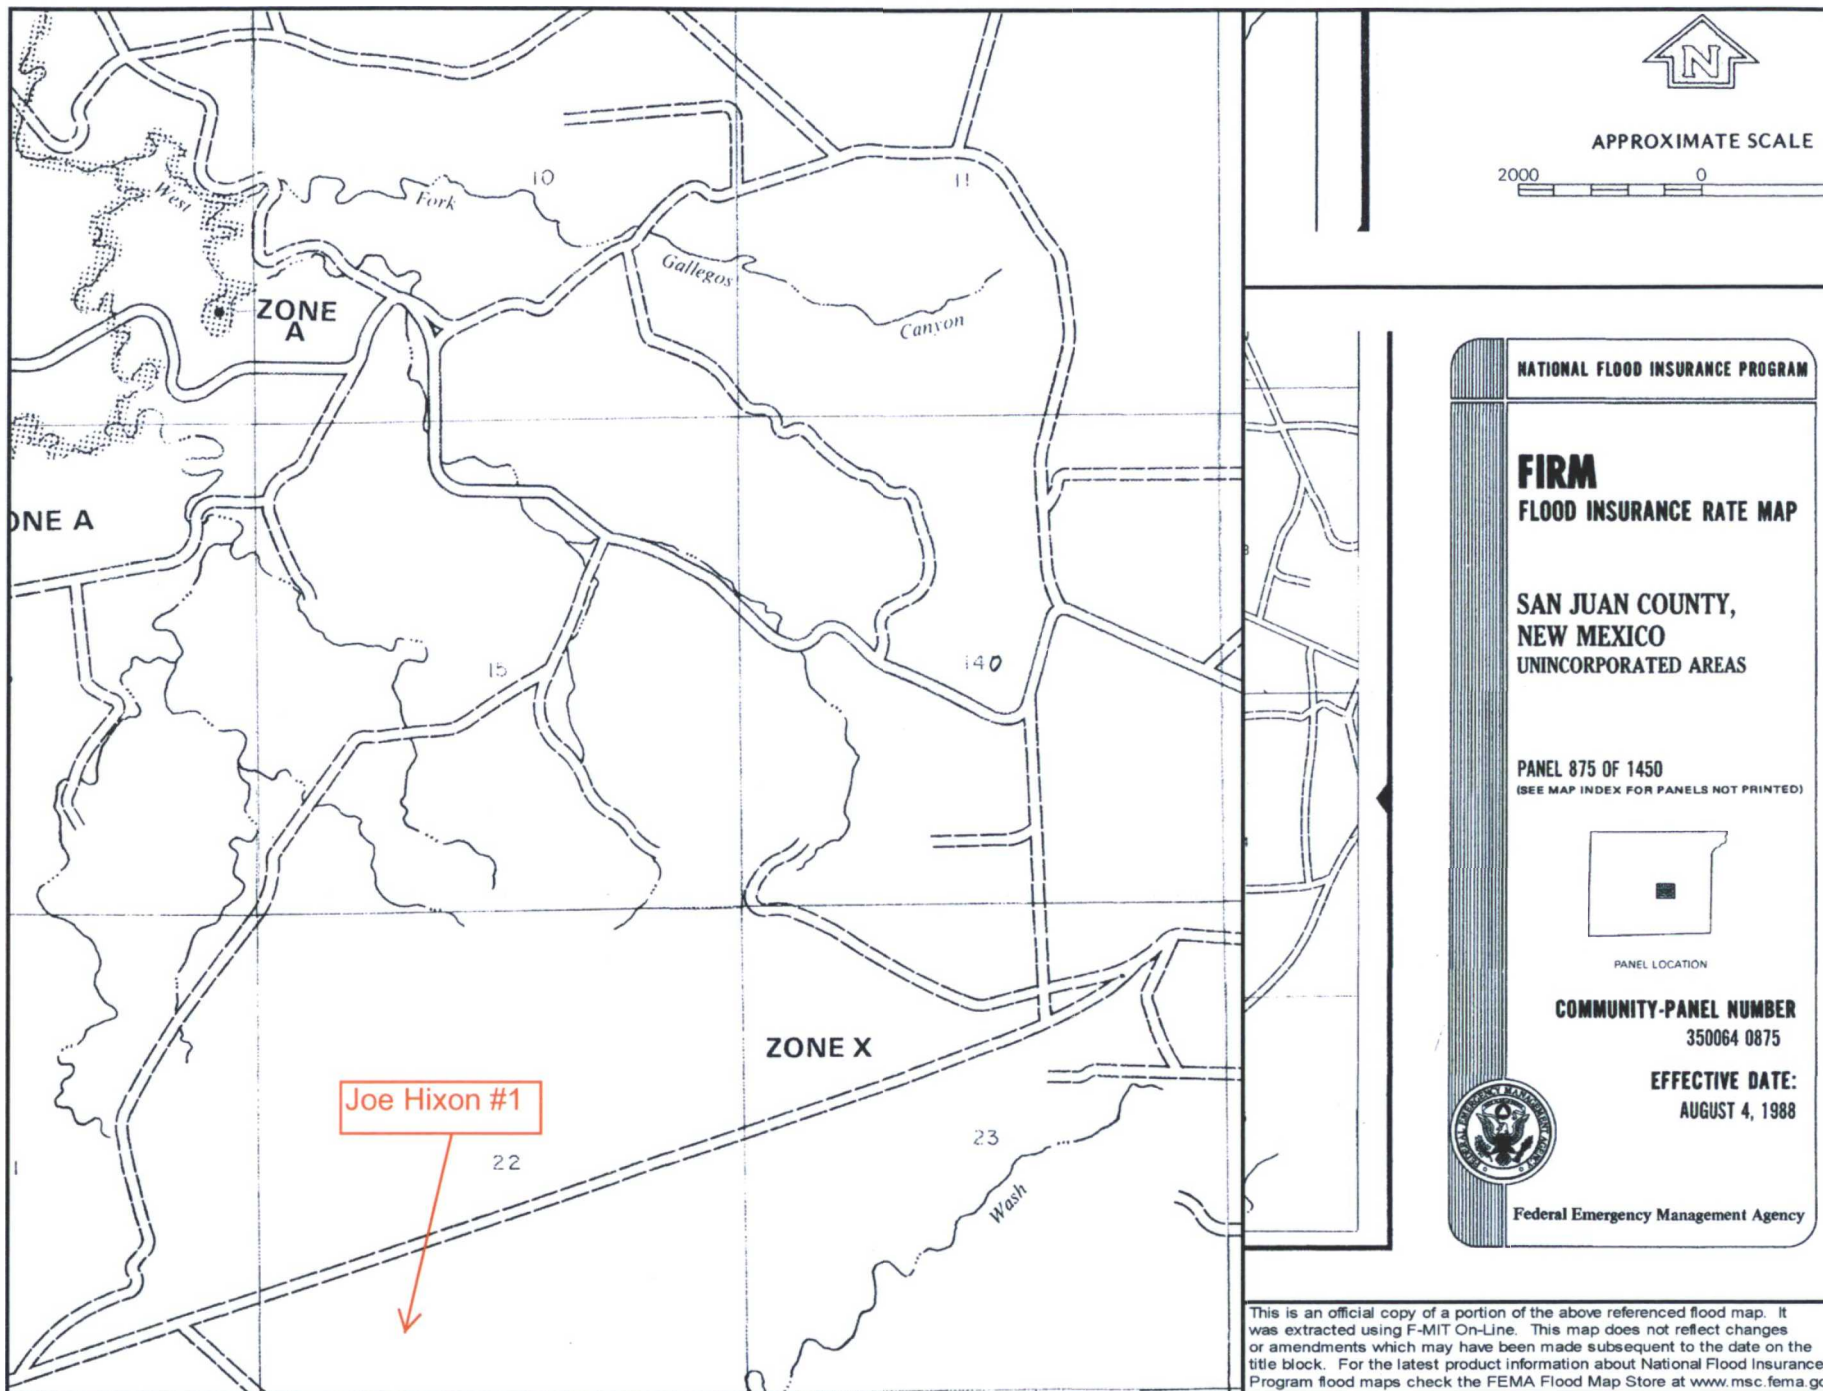 10
11
West
Fork
Gallegos
Canyon
ZONE
A
ONE A
15
140
ZONE X
Joe Hixon #1
22
23
Wash
N
APPROXIMATE SCALE
2000 0
NATIONAL FLOOD INSURANCE PROGRAM
FIRM
FLOOD INSURANCE RATE MAP
SAN JUAN COUNTY,
NEW MEXICO
UNINCORPORATED AREAS
PANEL 875 OF 1450
(SEE MAP INDEX FOR PANELS NOT PRINTED)
PANEL LOCATION
COMMUNITY-PANEL NUMBER
350064 0875
EFFECTIVE DATE:
AUGUST 4, 1988
FEDERAL EMERGENCY MANAGEMENT AGENCY
Federal Emergency Management Agency
This is an official copy of a portion of the above referenced flood map. It
was extracted using F-MIT On-Line. This map does not reflect changes
or amendments which may have been made subsequent to the date on the
title block. For the latest product information about National Flood Insurance
Program flood maps check the FEMA Flood Map Store at www.msc.fema.go